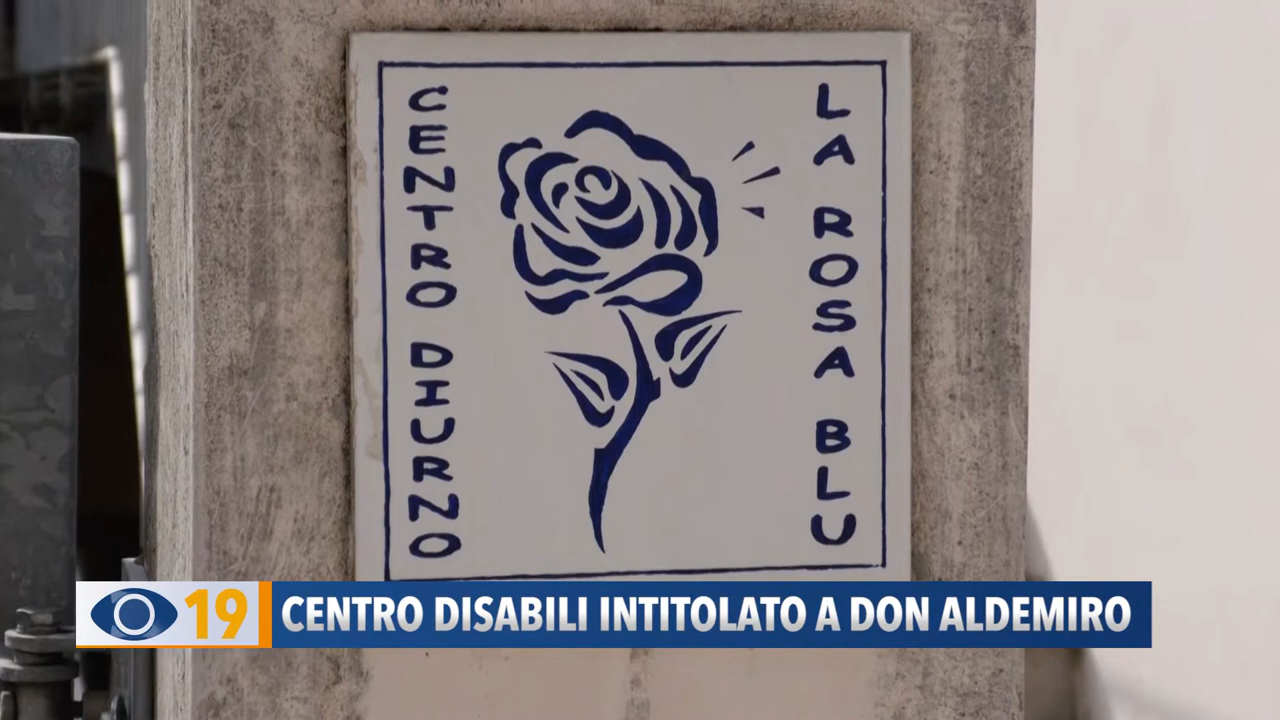 CENTRO DIURNO
LA ROSA BLU
19
CENTRO DISABILI INTITOLATO A DON ALDEMIRO